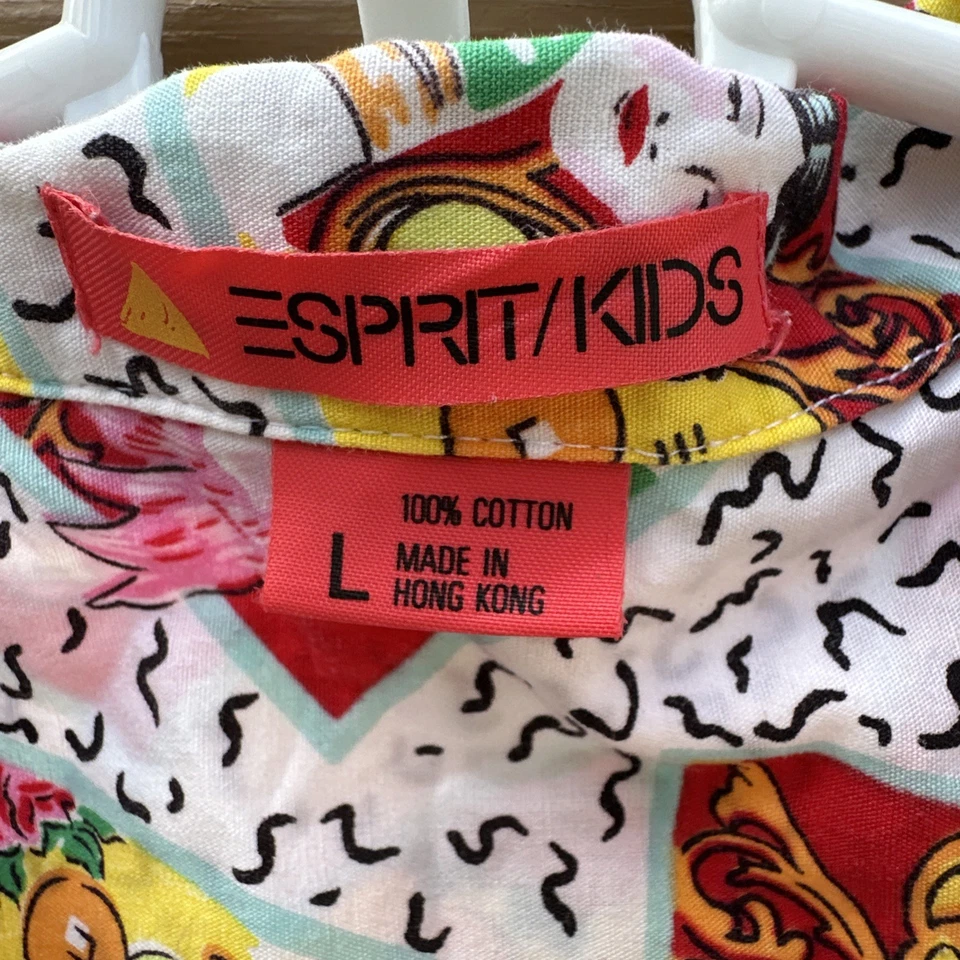 ESPRIT/KIDS
100% COTTON
L
MADE IN
HONG KONG